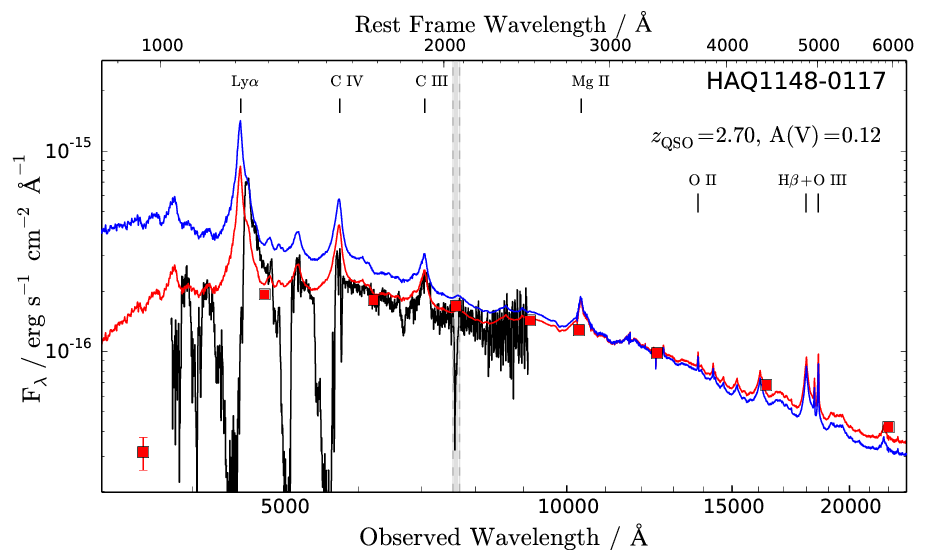 Rest Frame Wavelength / Å
1000 2000 3000 4000 5000 6000
Lyα C IV C III Mg II HAQ1148-0117
z_QSO=2.70, A(V)=0.12
O II Hβ+O III
10^-15
10^-16
F_λ / erg s^-1 cm^-2 Å^-1
5000 10000 15000 20000
Observed Wavelength / Å